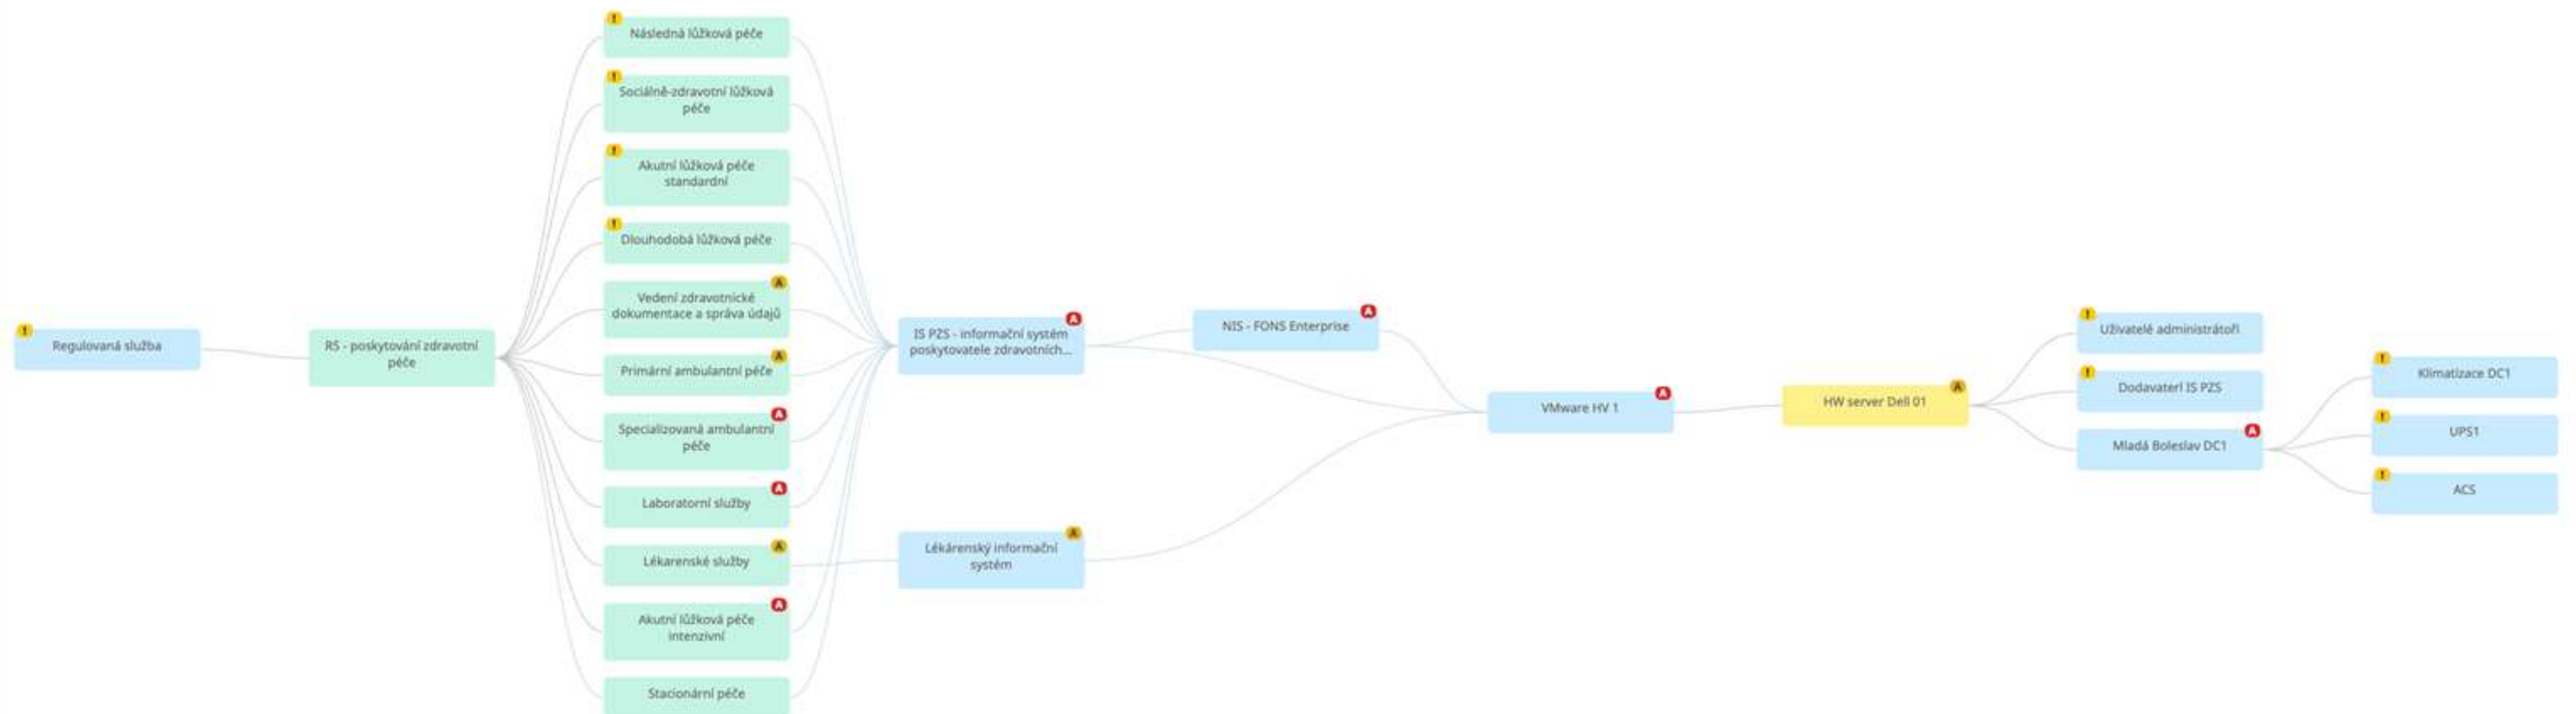 Regulovaná služba
RS - poskytování zdravotní
péče
!
Následná lůžková péče
!
Sociálně-zdravotní lůžková
péče
!
Akutní lůžková péče
standardní
!
Dlouhodobá lůžková péče
A
Vedení zdravotnické
dokumentace a správa údajů
A
Primární ambulantní péče
A
Specializovaná ambulantní
péče
A
Laboratorní služby
A
Lékarenské služby
A
Akutní lůžková péče
intenzivní
Stacionární péče
A
IS PZS - informační systém
poskytovatele zdravotních...
A
Lékárenský informační
systém
A
NIS - FONS Enterprise
A
VMware HV 1
A
HW server Dell 01
!
Uživatelé administrátoři
!
Dodavaterl IS PZS
A
Mladá Boleslav DC1
!
Klimatizace DC1
!
UPS1
!
ACS
!